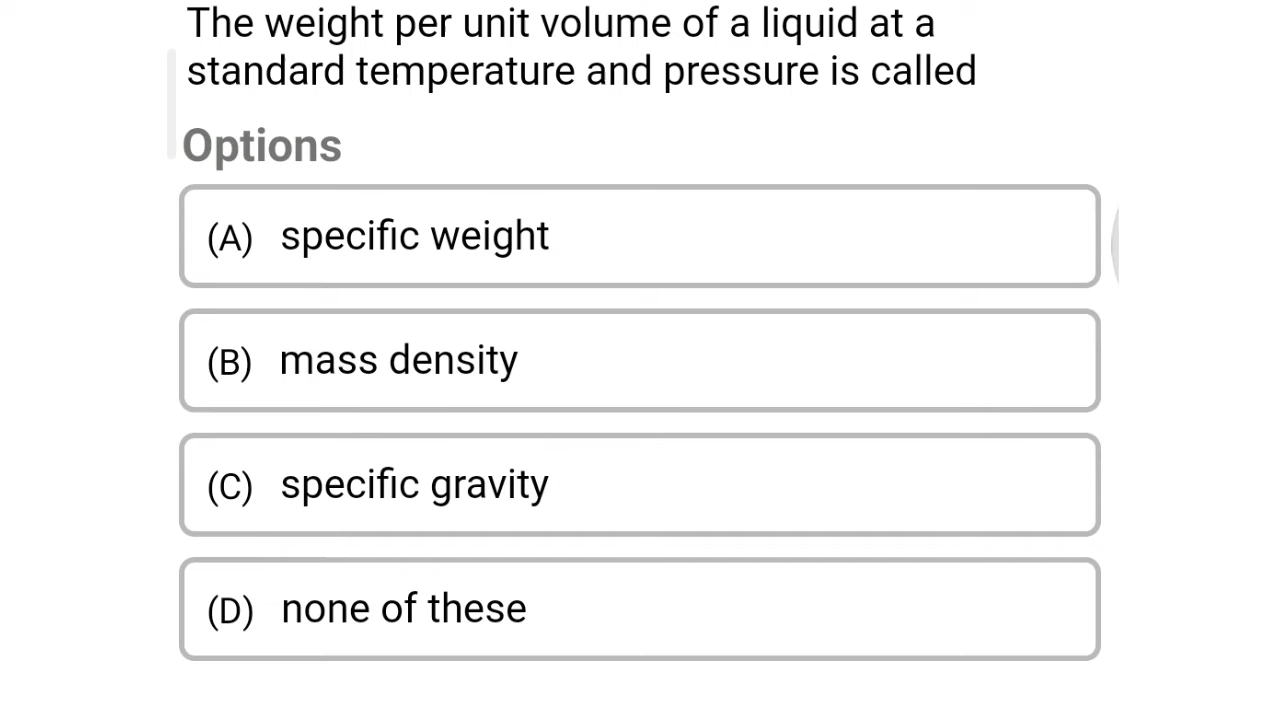 The weight per unit volume of a liquid at a
standard temperature and pressure is called
Options
(A) specific weight
(B) mass density
(C) specific gravity
(D) none of these